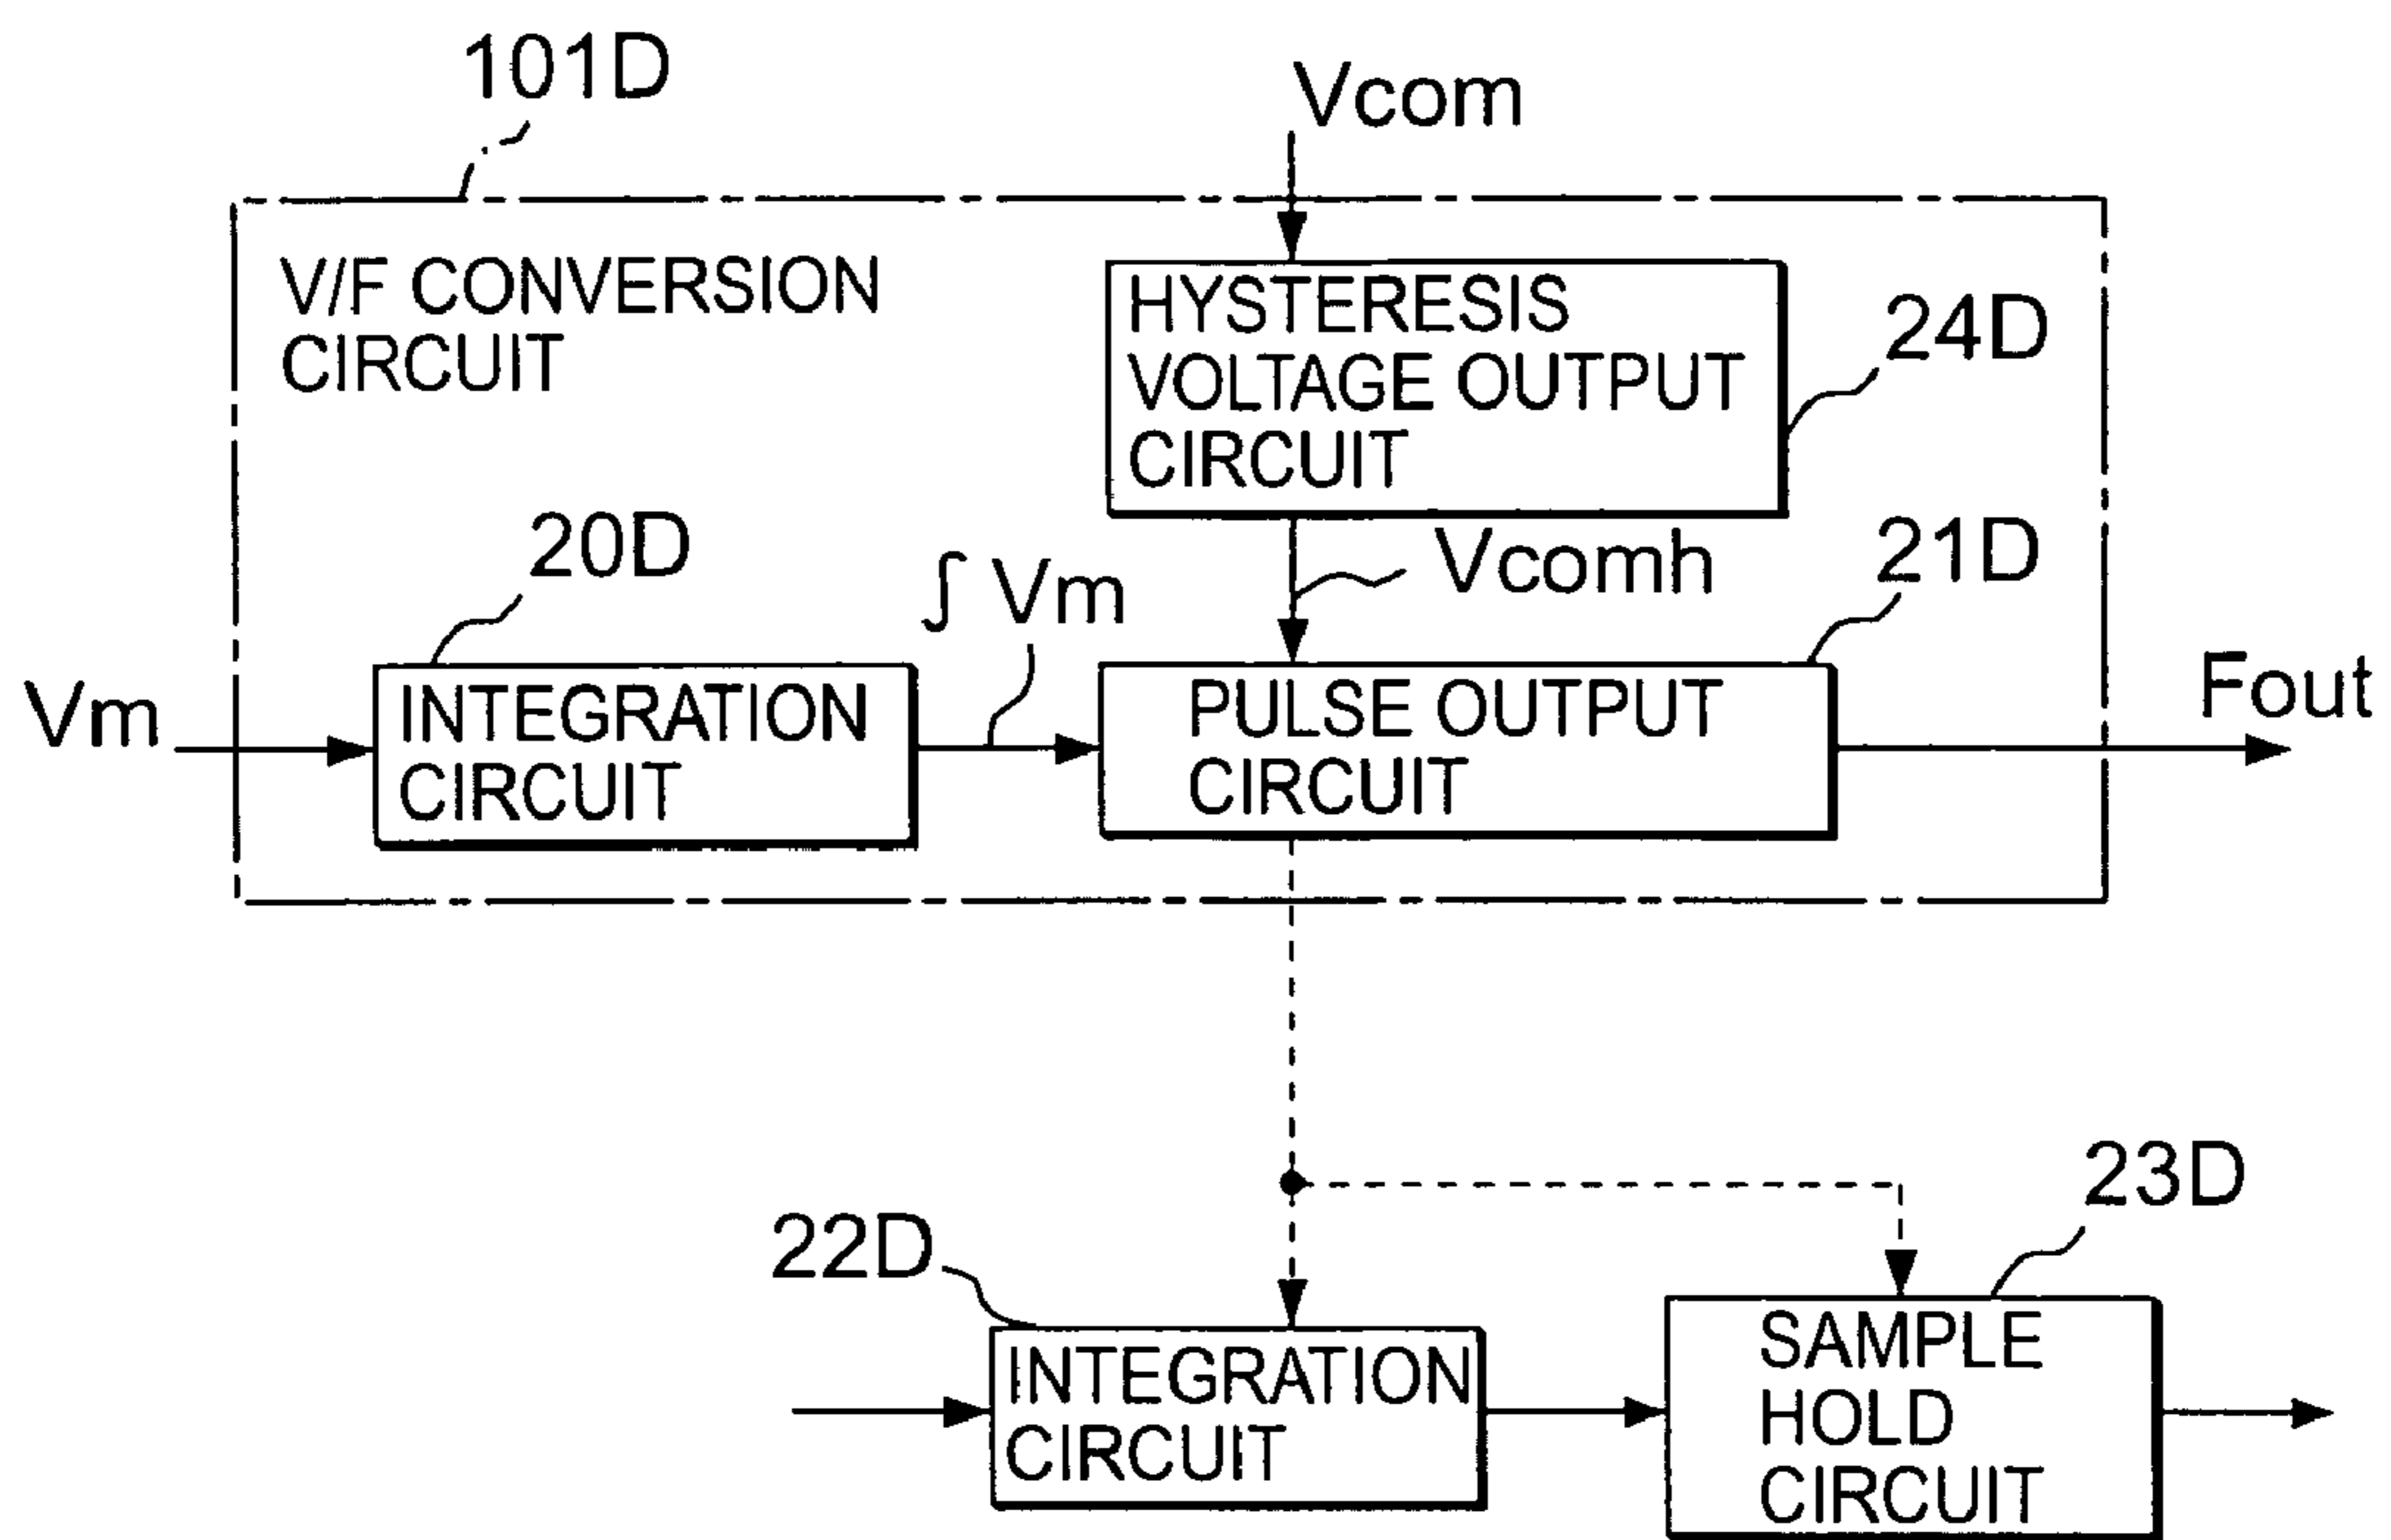 101D
Vcom
V/F CONVERSION
CIRCUIT
HYSTERESIS
VOLTAGE OUTPUT
CIRCUIT
24D
20D
∫ Vm
Vcomh
21D
Vm
INTEGRATION
CIRCUIT
PULSE OUTPUT
CIRCUIT
Fout
22D
23D
INTEGRATION
CIRCUIT
SAMPLE
HOLD
CIRCUIT